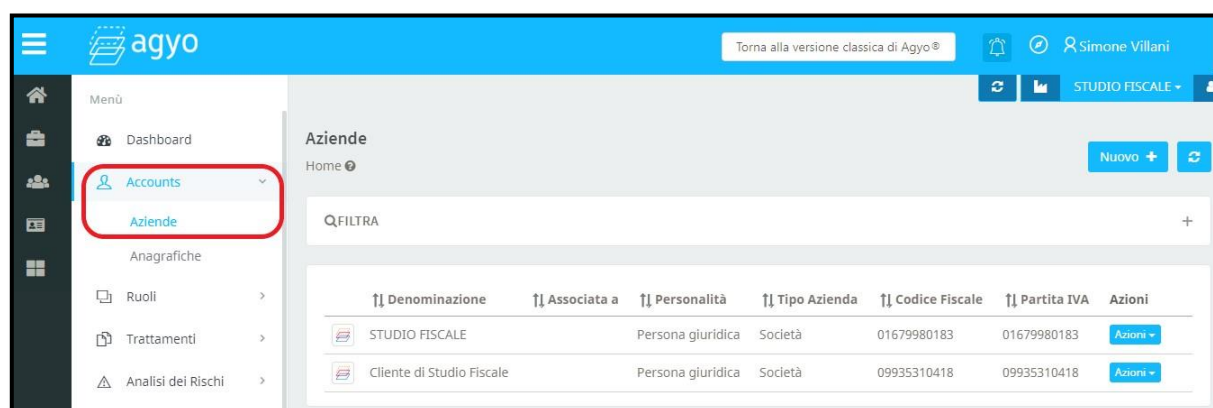 agyo
Torna alla versione classica di Agyo®
Simone Villani
STUDIO FISCALE
Menù
Dashboard
Accounts
Aziende
Anagrafiche
Ruoli
Trattamenti
Analisi dei Rischi
Aziende
Home
Nuovo +
FILTRA
Denominazione Associata a Personalità Tipo Azienda Codice Fiscale Partita IVA Azioni
STUDIO FISCALE Persona giuridica Società 01679980183 01679980183 Azioni
Cliente di Studio Fiscale Persona giuridica Società 09935310418 09935310418 Azioni